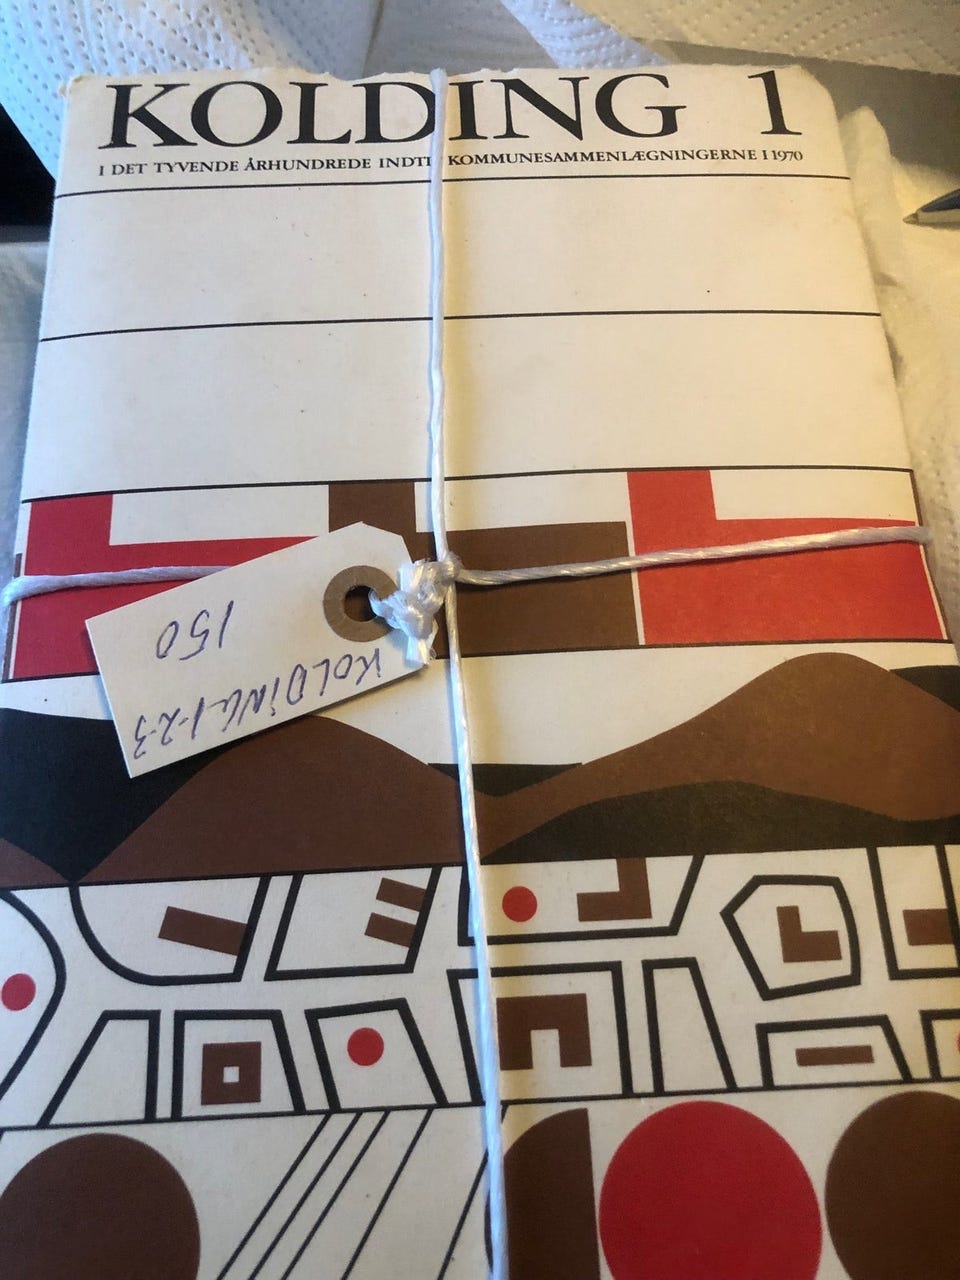 KOLDING 1
I DET TYVENDE ÅRHUNDREDE INDTI KOMMUNESAMMENLÆGNINGERNE I 1970
KOLDING 1-2-3
150